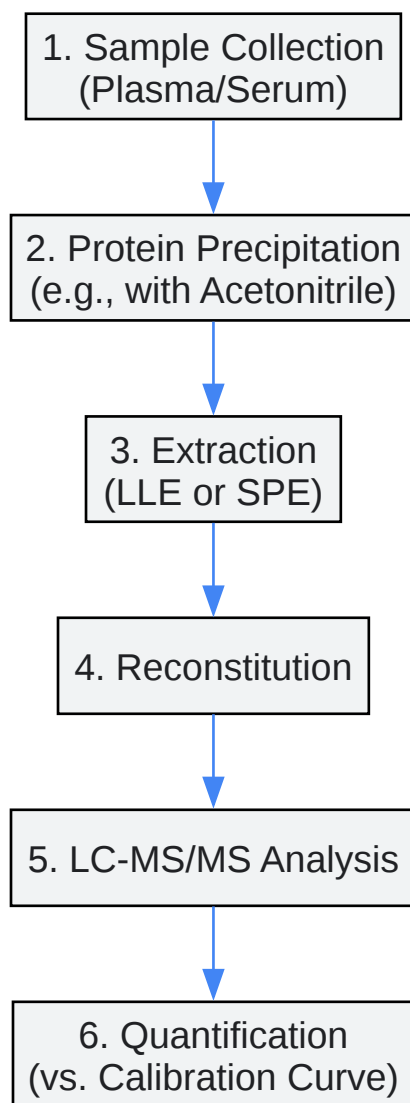 1. Sample Collection
(Plasma/Serum)
2. Protein Precipitation
(e.g., with Acetonitrile)
3. Extraction
(LLE or SPE)
4. Reconstitution
5. LC-MS/MS Analysis
6. Quantification
(vs. Calibration Curve)